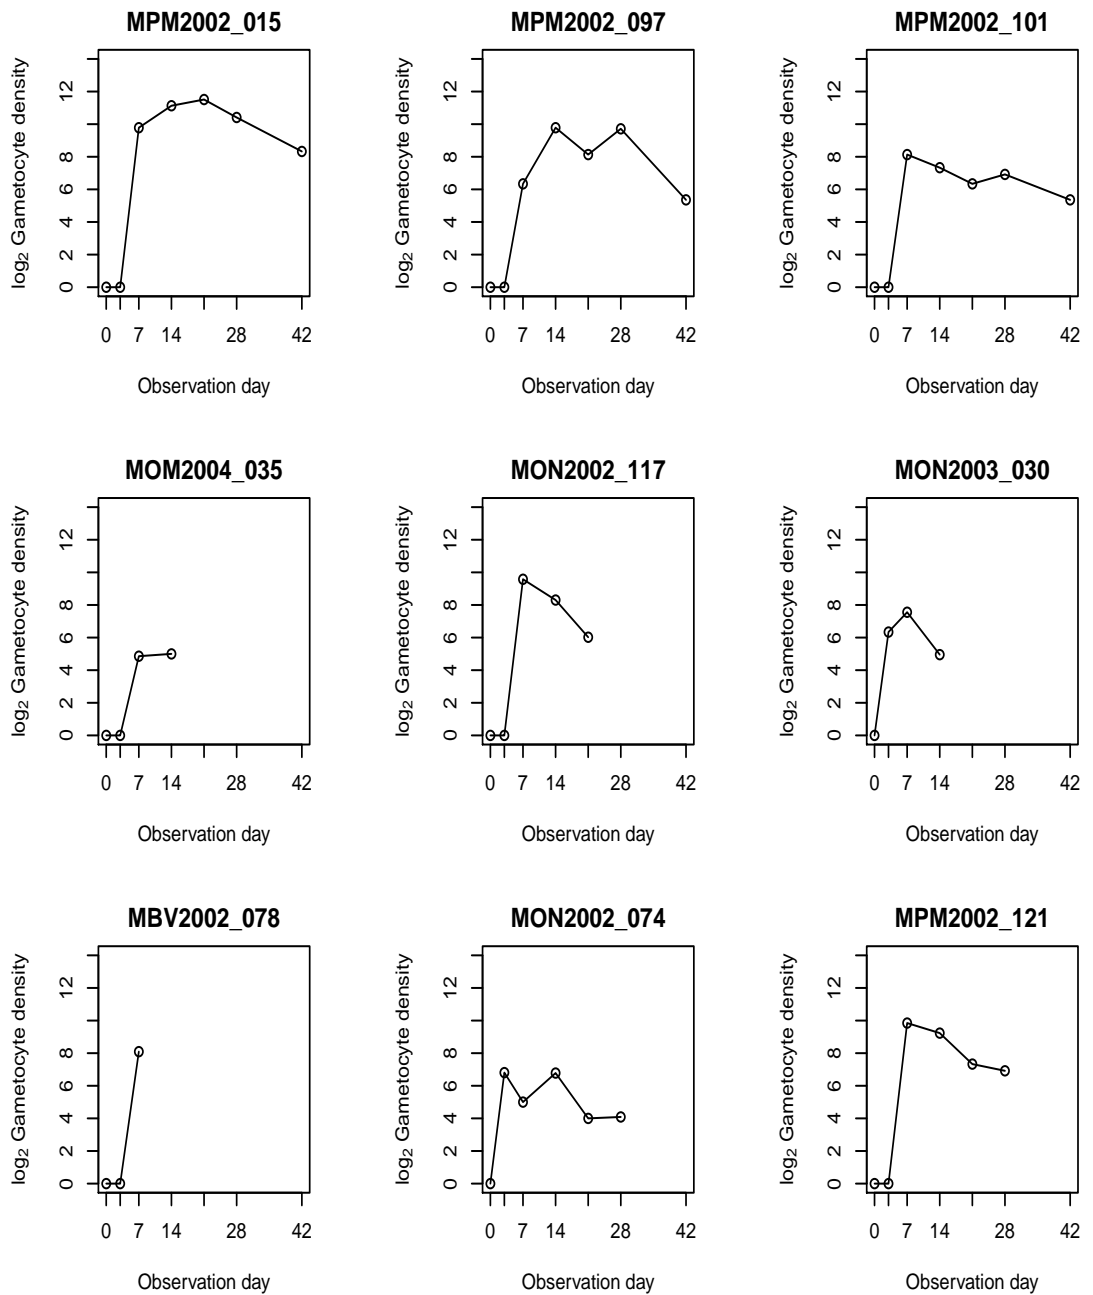 MPM2002_015 MPM2002_097 MPM2002_101
log₂ Gametocyte density log₂ Gametocyte density log₂ Gametocyte density
12 12 12
8 8 8
6 6 6
4 4 4
2 2 2
0 0 0
0 7 14 28 42 0 7 14 28 42 0 7 14 28 42
Observation day Observation day Observation day
MOM2004_035 MON2002_117 MON2003_030
log₂ Gametocyte density log₂ Gametocyte density log₂ Gametocyte density
12 12 12
8 8 8
6 6 6
4 4 4
2 2 2
0 0 0
0 7 14 28 42 0 7 14 28 42 0 7 14 28 42
Observation day Observation day Observation day
MBV2002_078 MON2002_074 MPM2002_121
log₂ Gametocyte density log₂ Gametocyte density log₂ Gametocyte density
12 12 12
8 8 8
6 6 6
4 4 4
2 2 2
0 0 0
0 7 14 28 42 0 7 14 28 42 0 7 14 28 42
Observation day Observation day Observation day